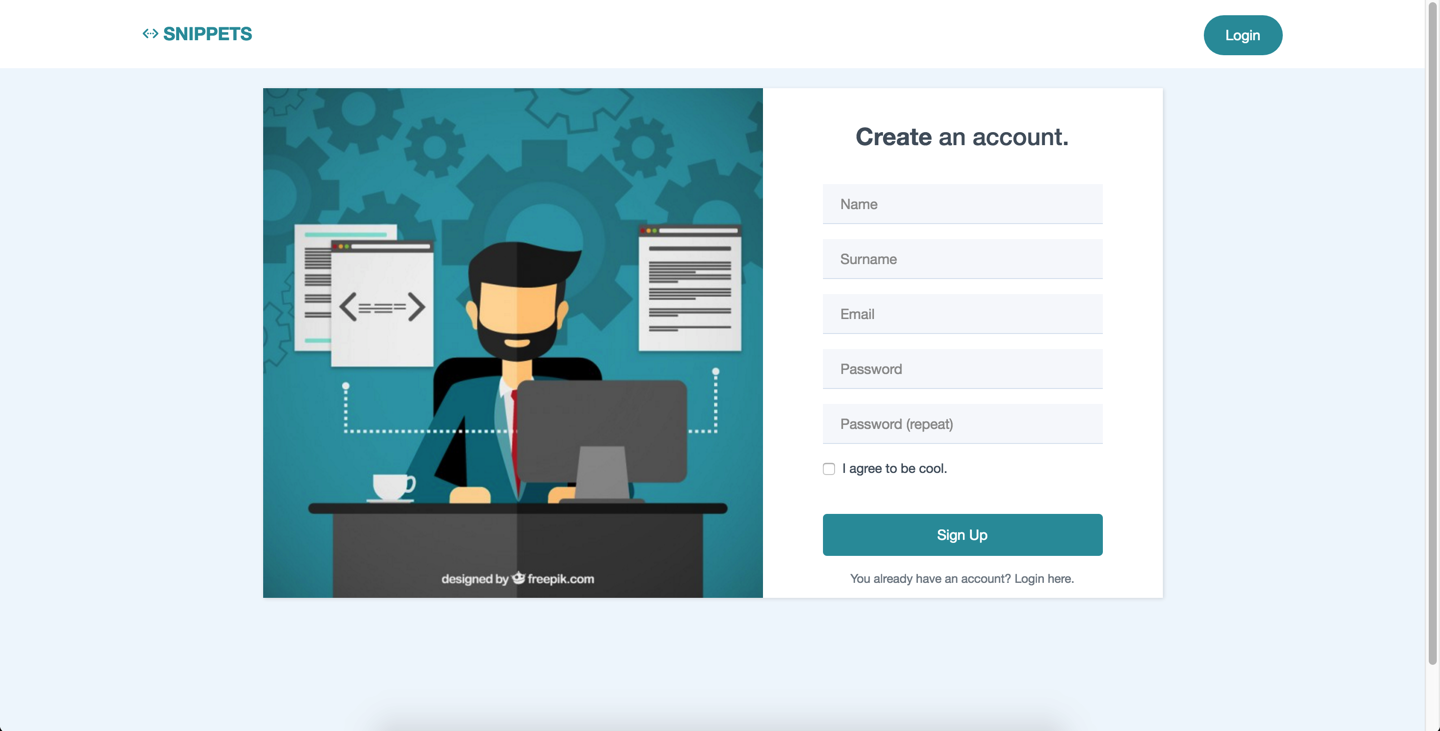 SNIPPETS
Login
Create an account.
Name
Surname
Email
Password
Password (repeat)
I agree to be cool.
Sign Up
You already have an account? Login here.
designed by freepik.com